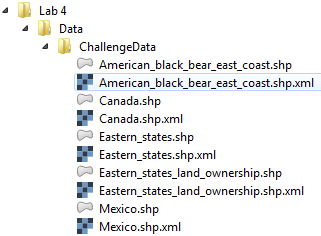 Lab 4
Data
ChallengeData
American_black_bear_east_coast.shp
American_black_bear_east_coast.shp.xml
Canada.shp
Canada.shp.xml
Eastern_states.shp
Eastern_states.shp.xml
Eastern_states_land_ownership.shp
Eastern_states_land_ownership.shp.xml
Mexico.shp
Mexico.shp.xml